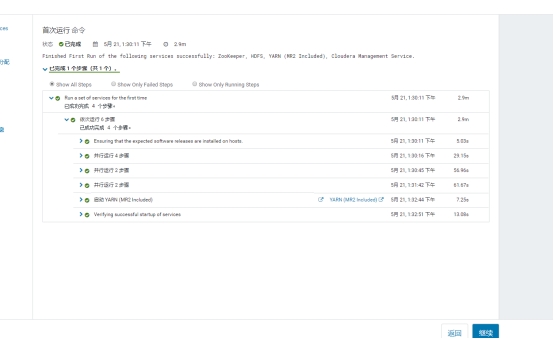 ces
分配
首次运行 命令
状态 已完成 5月 21, 1:30:11 下午 2.9m
Finished First Run of the following services successfully: ZooKeeper, HDFS, YARN (MR2 Included), Cloudera Management Service.
已完成 1 个步骤（共 1 个）。
Show All Steps Show Only Failed Steps Show Only Running Steps
Run a set of services for the first time 5月 21, 1:30:11 下午 2.9m
已成功完成 4 个步骤。
依次运行 6 步骤 5月 21, 1:30:11 下午 2.9m
已成功完成 4 个步骤。
Ensuring that the expected software releases are installed on hosts. 5月 21, 1:30:11 下午 5.03s
并行运行 4 步骤 5月 21, 1:30:16 下午 29.15s
并行运行 2 步骤 5月 21, 1:30:45 下午 56.96s
并行运行 2 步骤 5月 21, 1:31:42 下午 61.67s
启动 YARN (MR2 Included) YARN (MR2 Included) 5月 21, 1:32:44 下午 7.25s
Verifying successful startup of services 5月 21, 1:32:51 下午 13.08s
返回 继续